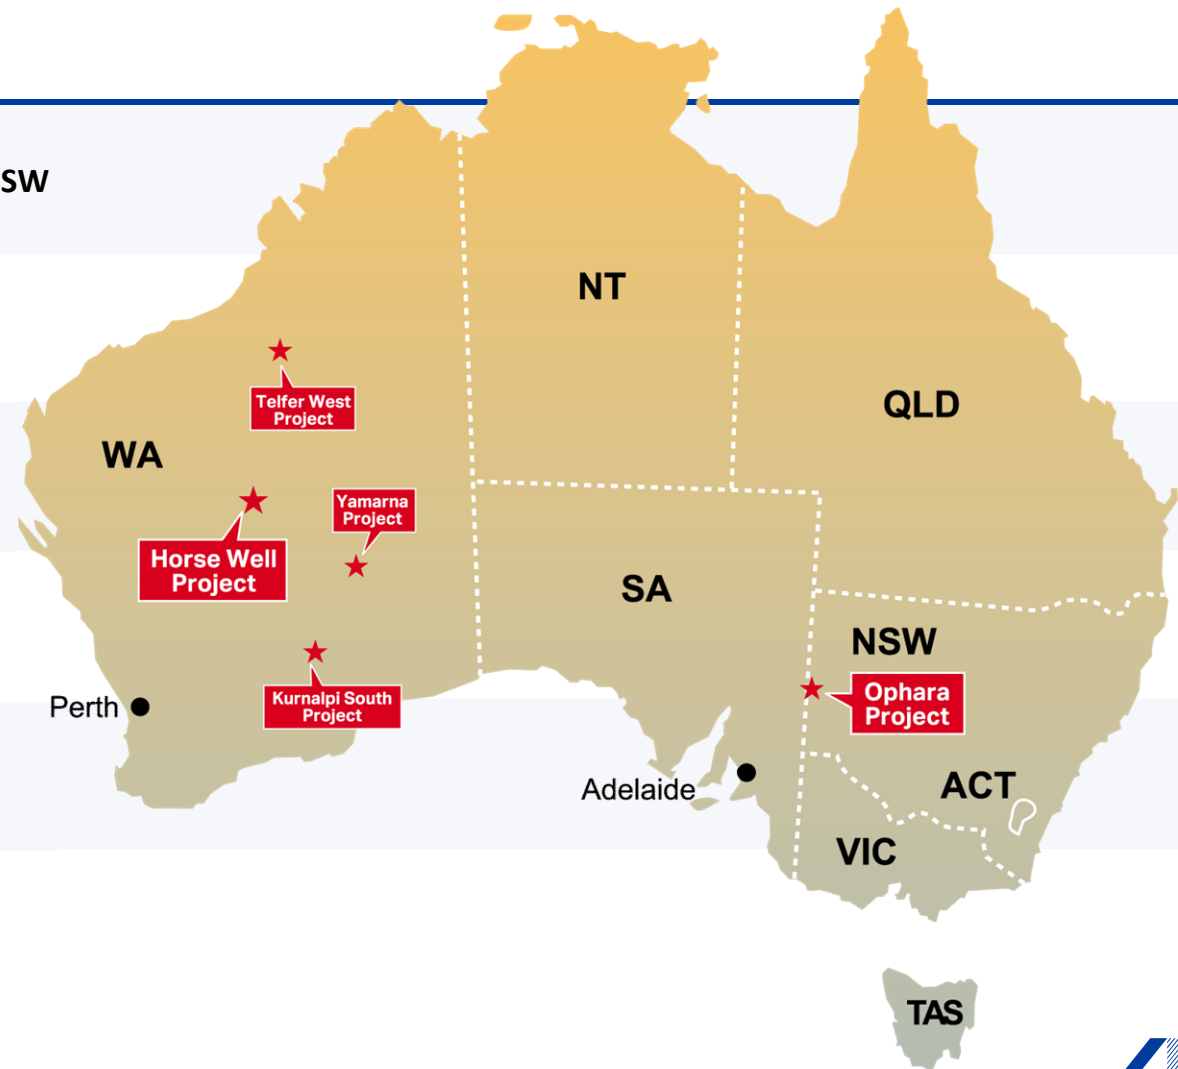 SW
NT
Telfer West
Project
QLD
WA
Yamarna
Project
Horse Well
Project
SA
NSW
Kurnalpi South
Project
Ophara
Project
Perth
Adelaide
ACT
VIC
TAS